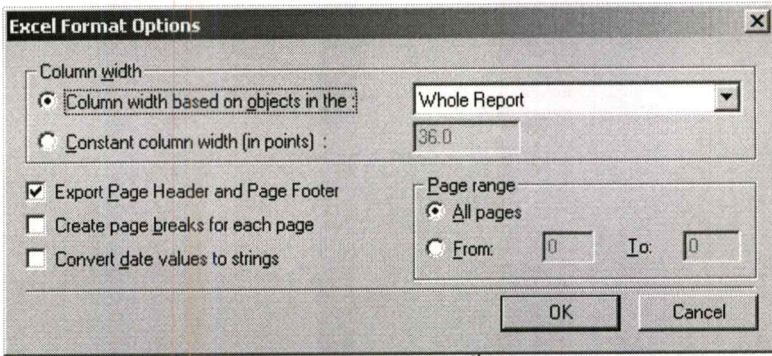 Excel Format Options
Column width
Column width based on objects in the :
Whole Report
Constant column width (in points) :
36.0
Export Page Header and Page Footer
Create page breaks for each page
Convert date values to strings
Page range
All pages
From: 0 To: 0
OK Cancel